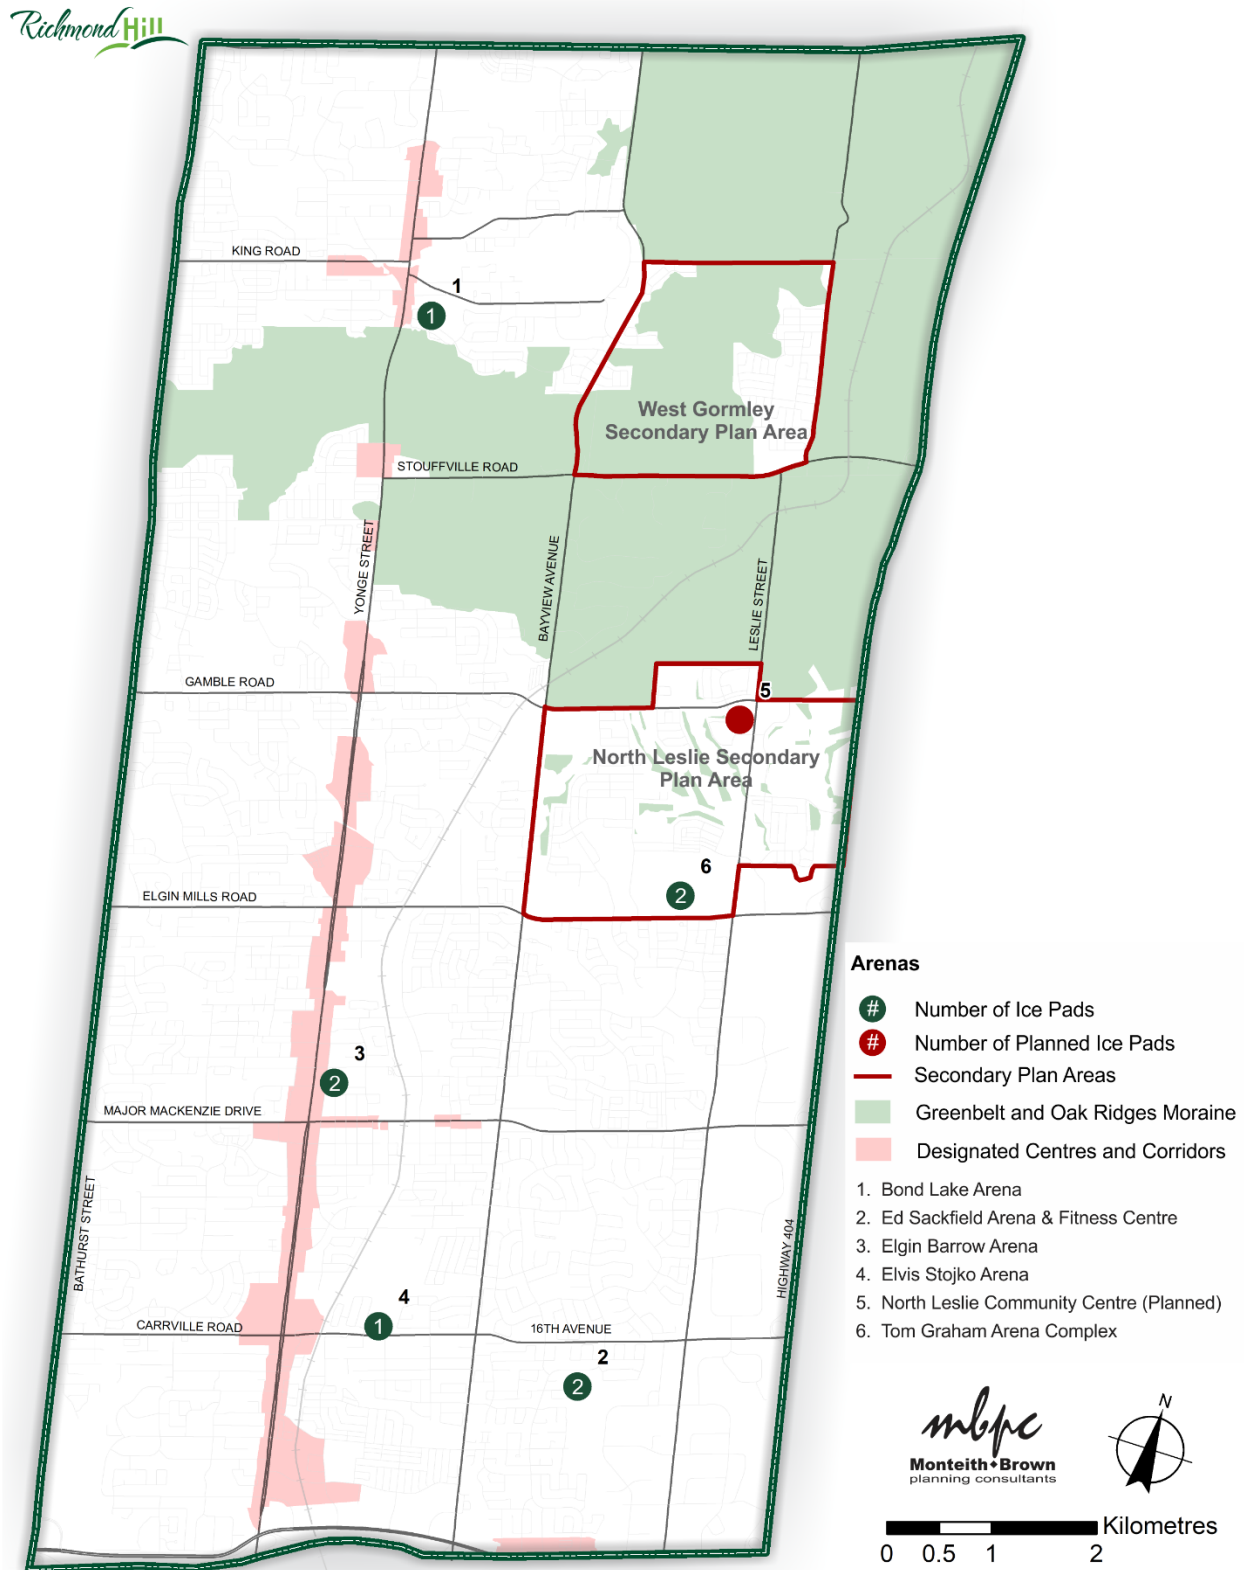 Richmond Hill
KING ROAD
1
1
West Gormley
Secondary Plan Area
STOUFFVILLE ROAD
YONGE STREET
BAYVIEW AVENUE
LESLIE STREET
GAMBLE ROAD
5
North Leslie Secondary
Plan Area
6
2
ELGIN MILLS ROAD
3
2
MAJOR MACKENZIE DRIVE
BATHURST STREET
HIGHWAY 404
4
1
CARRVILLE ROAD
16TH AVENUE
2
2
Arenas
# Number of Ice Pads
# Number of Planned Ice Pads
Secondary Plan Areas
Greenbelt and Oak Ridges Moraine
Designated Centres and Corridors
1. Bond Lake Arena
2. Ed Sackfield Arena & Fitness Centre
3. Elgin Barrow Arena
4. Elvis Stojko Arena
5. North Leslie Community Centre (Planned)
6. Tom Graham Arena Complex
mbpc
Monteith♦Brown
planning consultants
N
Kilometres
0 0.5 1 2